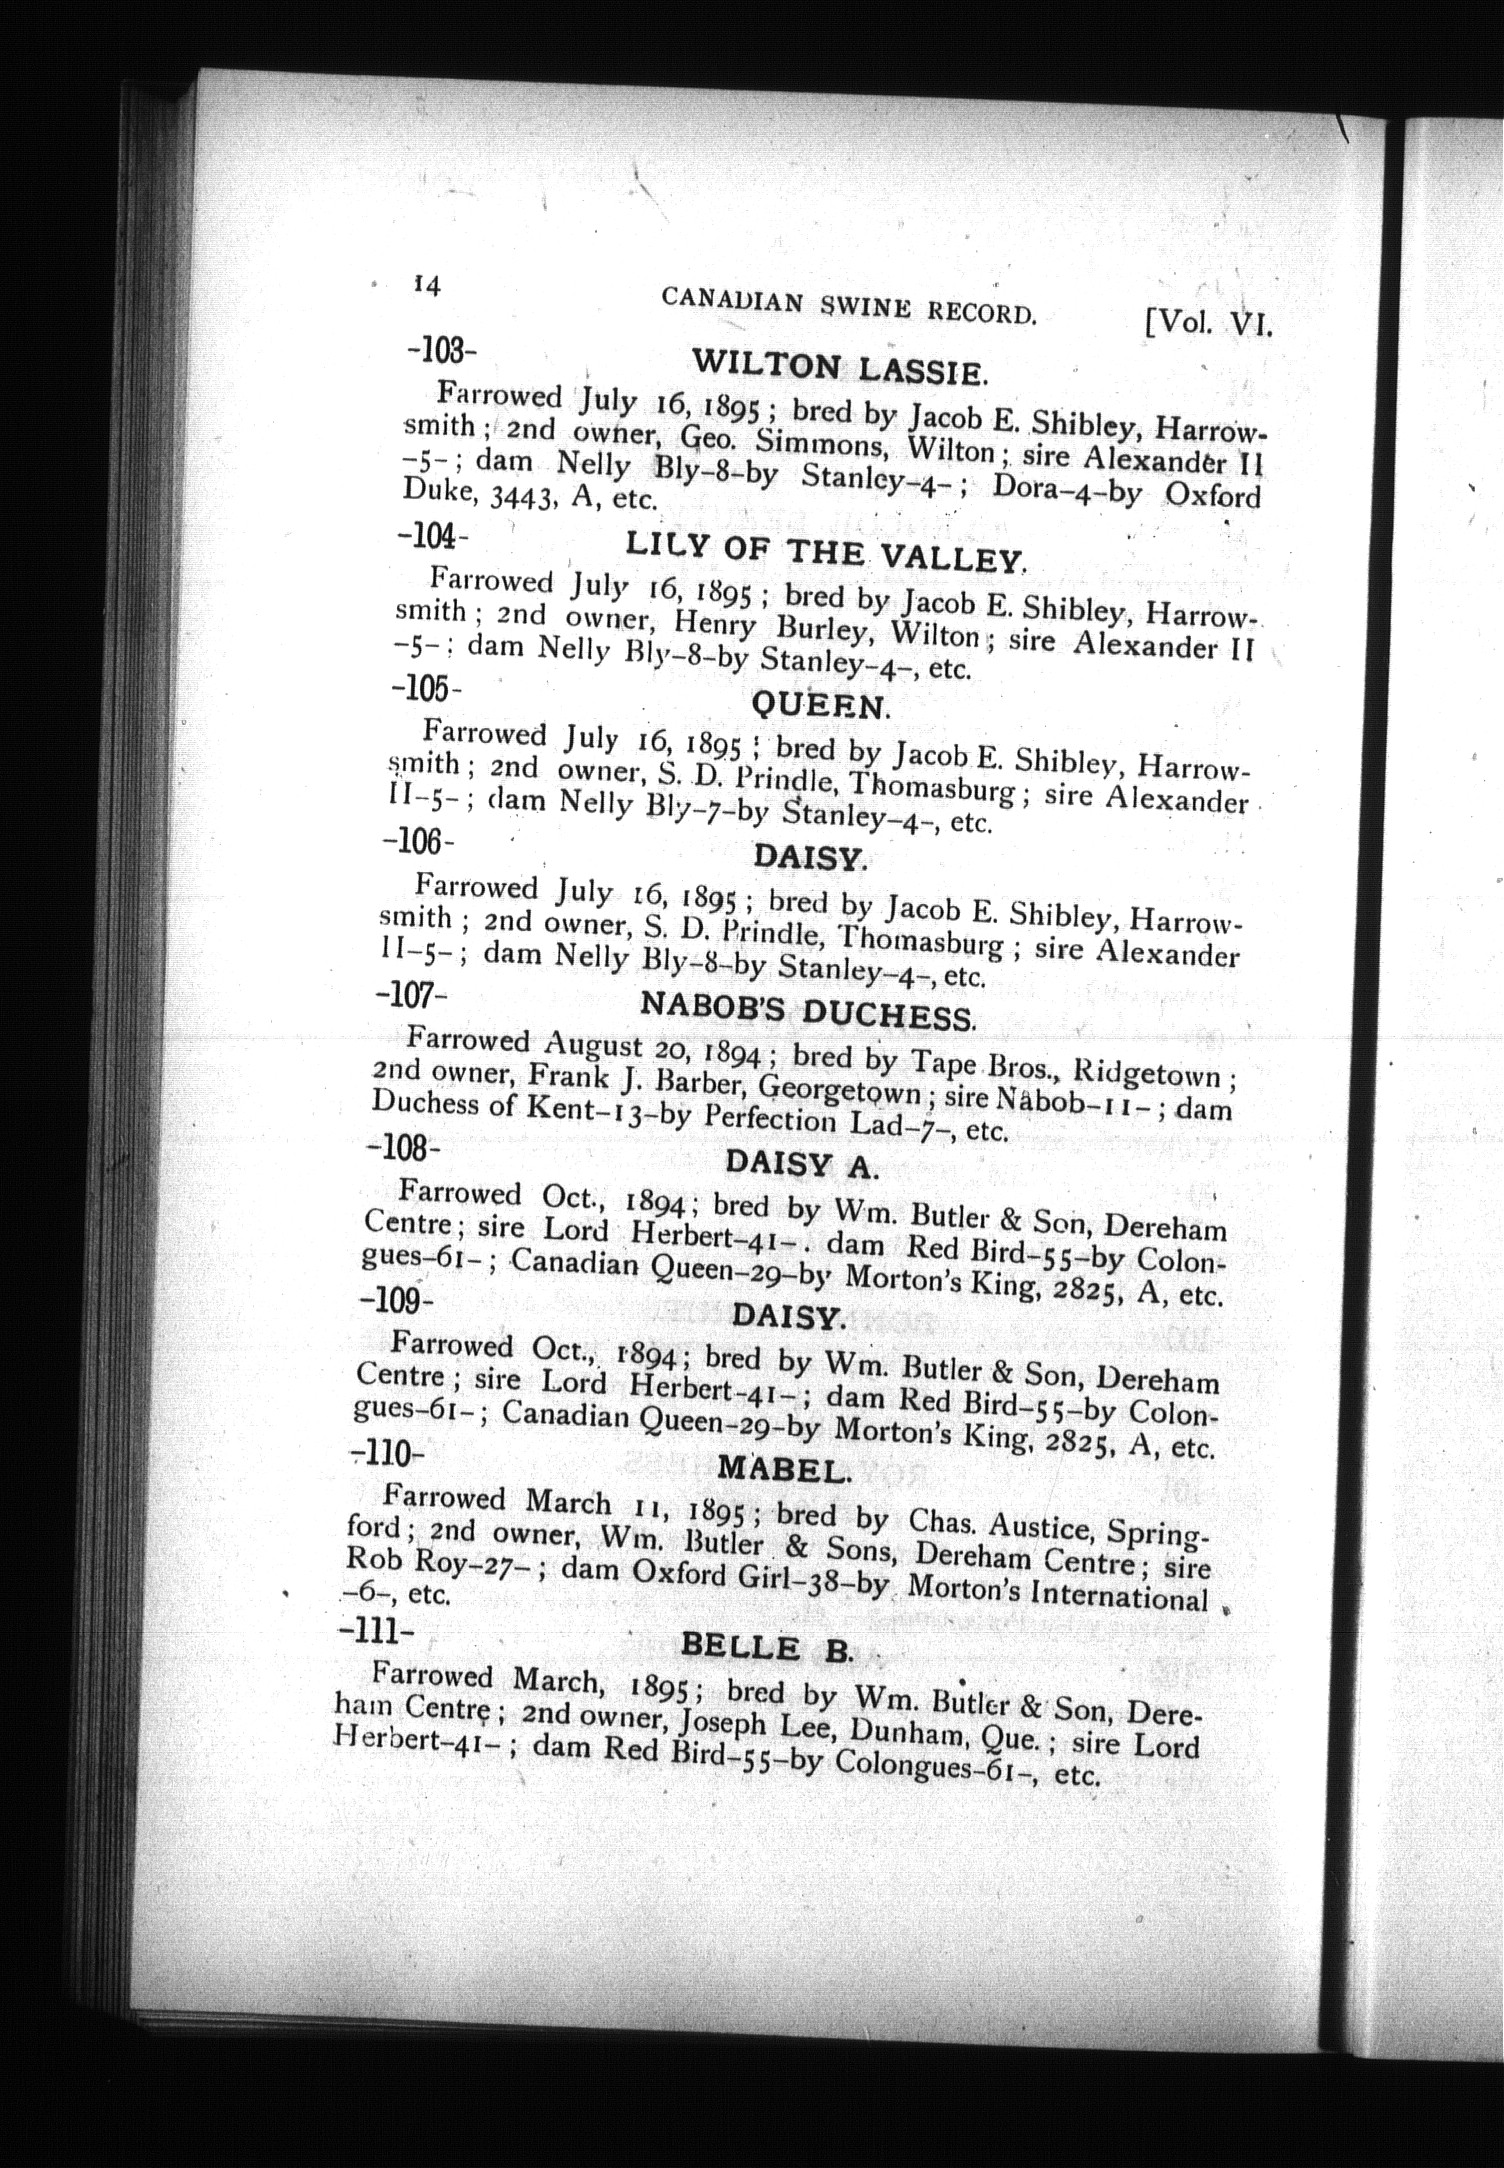 14 CANADIAN SWINE RECORD. [Vol. VI.
-103- WILTON LASSIE.
Farrowed July 16, 1895; bred by Jacob E. Shibley, Harrow-
smith; 2nd owner, Geo. Simmons, Wilton; sire Alexander II
-5-; dam Nelly Bly-8-by Stanley-4-; Dora-4-by Oxford
Duke, 3443, A, etc.
-104- LILY OF THE VALLEY.
Farrowed July 16, 1895; bred by Jacob E. Shibley, Harrow-
smith; 2nd owner, Henry Burley, Wilton; sire Alexander II
-5-; dam Nelly Bly-8-by Stanley-4-, etc.
-105- QUEEN.
Farrowed July 16, 1895; bred by Jacob E. Shibley, Harrow-
smith; 2nd owner, S. D. Prindle, Thomasburg; sire Alexander
II-5-; dam Nelly Bly-7-by Stanley-4-, etc.
-106- DAISY.
Farrowed July 16, 1895; bred by Jacob E. Shibley, Harrow-
smith; 2nd owner, S. D. Prindle, Thomasburg; sire Alexander
II-5-; dam Nelly Bly-8-by Stanley-4-, etc.
-107- NABOB'S DUCHESS.
Farrowed August 20, 1894; bred by Tape Bros., Ridgetown;
2nd owner, Frank J. Barber, Georgetown; sire Nabob-11-; dam
Duchess of Kent-13-by Perfection Lad-7-, etc.
-108- DAISY A.
Farrowed Oct., 1894; bred by Wm. Butler & Son, Dereham
Centre; sire Lord Herbert-41-. dam Red Bird-55-by Colon-
gues-61-; Canadian Queen-29-by Morton's King, 2825, A, etc.
-109- DAISY.
Farrowed Oct., 1894; bred by Wm. Butler & Son, Dereham
Centre; sire Lord Herbert-41-; dam Red Bird-55-by Colon-
gues-61-; Canadian Queen-29-by Morton's King, 2825, A, etc.
-110- MABEL.
Farrowed March 11, 1895; bred by Chas. Austice, Spring-
ford; 2nd owner, Wm. Butler & Sons, Dereham Centre; sire
Rob Roy-27-; dam Oxford Girl-38-by Morton's International
-6-, etc.
-111- BELLE B.
Farrowed March, 1895; bred by Wm. Butler & Son, Dere-
ham Centre; 2nd owner, Joseph Lee, Dunham, Que.; sire Lord
Herbert-41-; dam Red Bird-55-by Colongues-61-, etc.